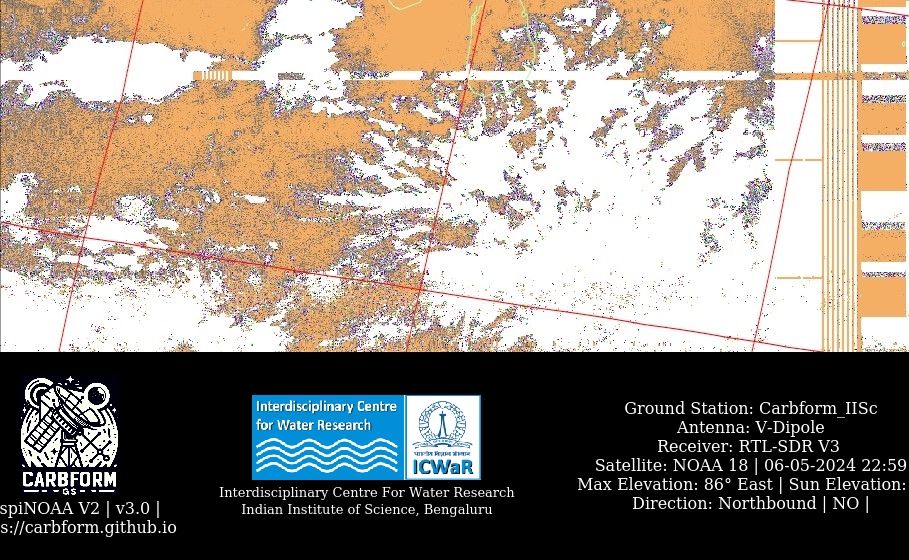 CARBFORM
GS
spiNOAA V2 | v3.0 |
s://carbform.github.io
Interdisciplinary Centre
for Water Research
ICWaR
Interdisciplinary Centre For Water Research
Indian Institute of Science, Bengaluru
Ground Station: Carbform_IISc
Antenna: V-Dipole
Receiver: RTL-SDR V3
Satellite: NOAA 18 | 06-05-2024 22:59
Max Elevation: 86° East | Sun Elevation:
Direction: Northbound | NO |